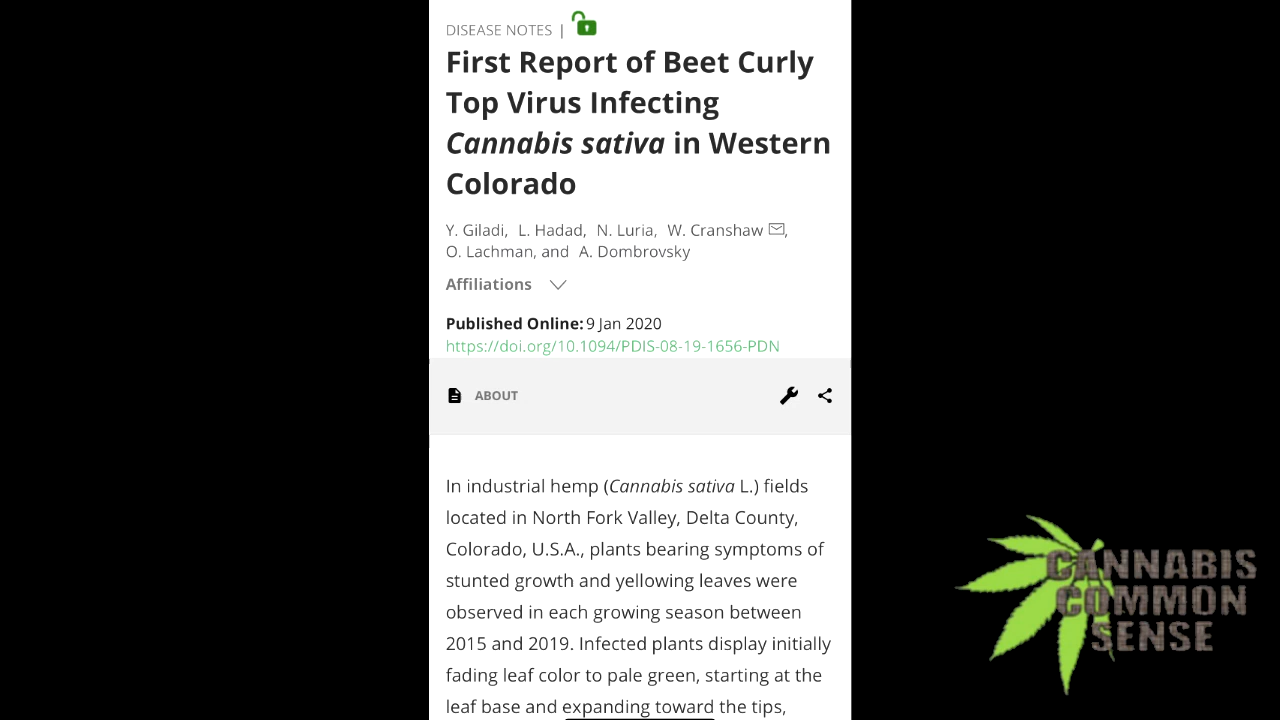 DISEASE NOTES |
First Report of Beet Curly
Top Virus Infecting
Cannabis sativa in Western
Colorado
Y. Giladi, L. Hadad, N. Luria, W. Cranshaw ,
O. Lachman, and A. Dombrovsky
Affiliations
Published Online: 9 Jan 2020
https://doi.org/10.1094/PDIS-08-19-1656-PDN
ABOUT
In industrial hemp (Cannabis sativa L.) fields
located in North Fork Valley, Delta County,
Colorado, U.S.A., plants bearing symptoms of
stunted growth and yellowing leaves were
observed in each growing season between
2015 and 2019. Infected plants display initially
fading leaf color to pale green, starting at the
leaf base and expanding toward the tips,
CANNABIS
COMMON
SENSE